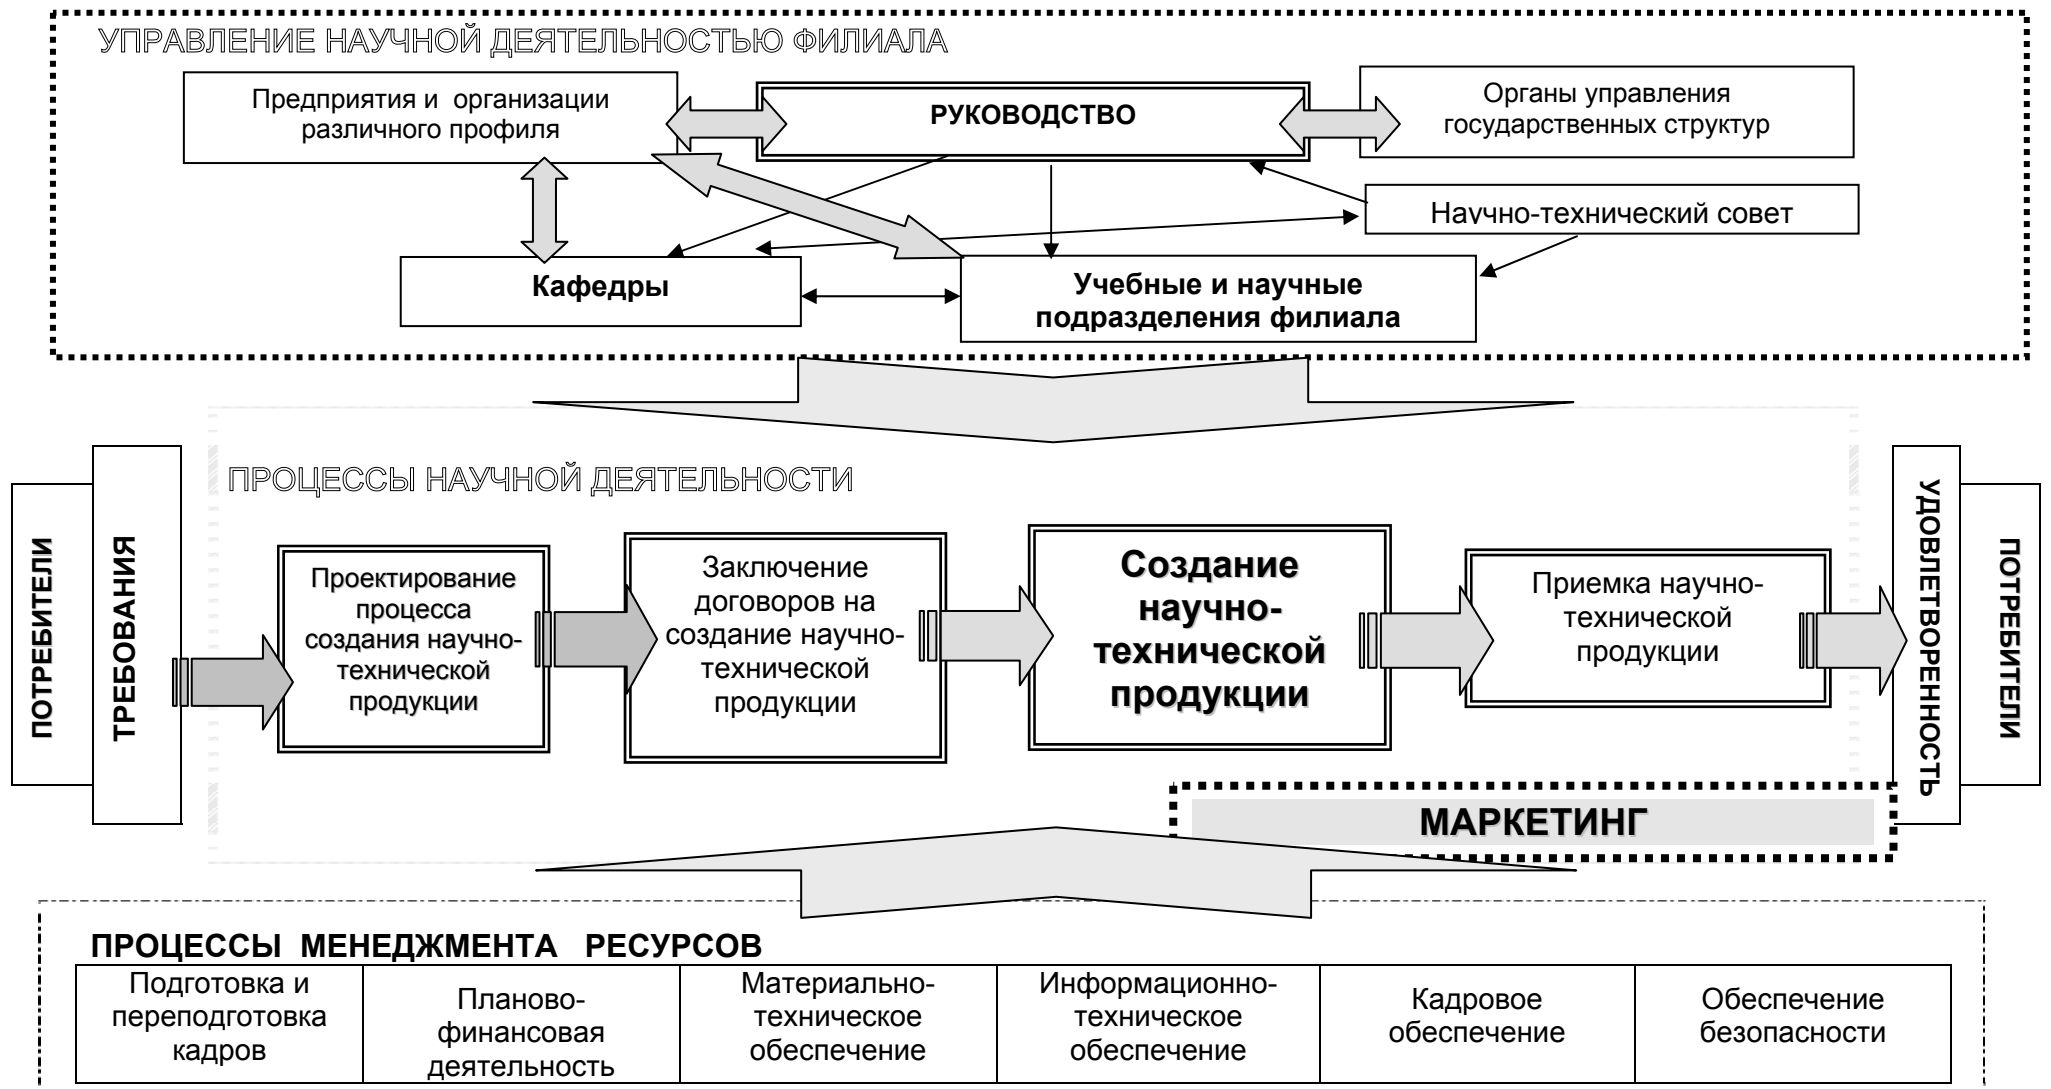 УПРАВЛЕНИЕ НАУЧНОЙ ДЕЯТЕЛЬНОСТЬЮ ФИЛИАЛА
Предприятия и организации
различного профиля
РУКОВОДСТВО
Органы управления
государственных структур
Научно-технический совет
Кафедры
Учебные и научные
подразделения филиала
ПОТРЕБИТЕЛИ
ТРЕБОВАНИЯ
ПРОЦЕССЫ НАУЧНОЙ ДЕЯТЕЛЬНОСТИ
Проектирование
процесса
создания научно-
технической
продукции
Заключение
договоров на
создание научно-
технической
продукции
Создание
научно-
технической
продукции
Приемка научно-
технической
продукции
УДОВЛЕТВОРЕННОСТЬ
ПОТРЕБИТЕЛИ
МАРКЕТИНГ
ПРОЦЕССЫ МЕНЕДЖМЕНТА РЕСУРСОВ
Подготовка и
переподготовка
кадров
Планово-
финансовая
деятельность
Материально-
техническое
обеспечение
Информационно-
техническое
обеспечение
Кадровое
обеспечение
Обеспечение
безопасности